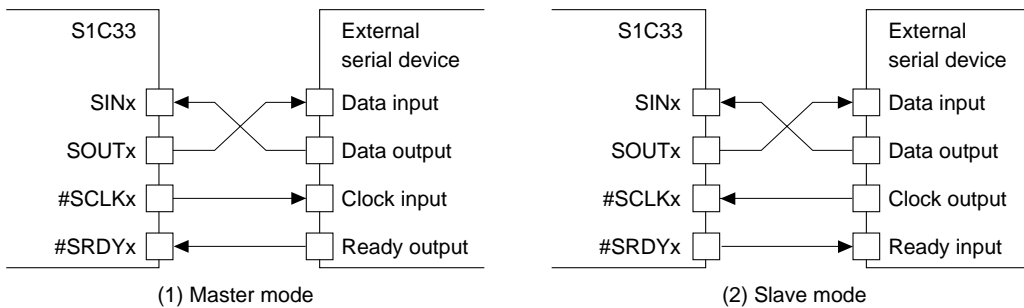 S1C33
External
serial device
SINx
Data input
SOUTx
Data output
#SCLKx
Clock input
#SRDYx
Ready output
(1) Master mode
S1C33
External
serial device
SINx
Data input
SOUTx
Data output
#SCLKx
Clock output
#SRDYx
Ready input
(2) Slave mode